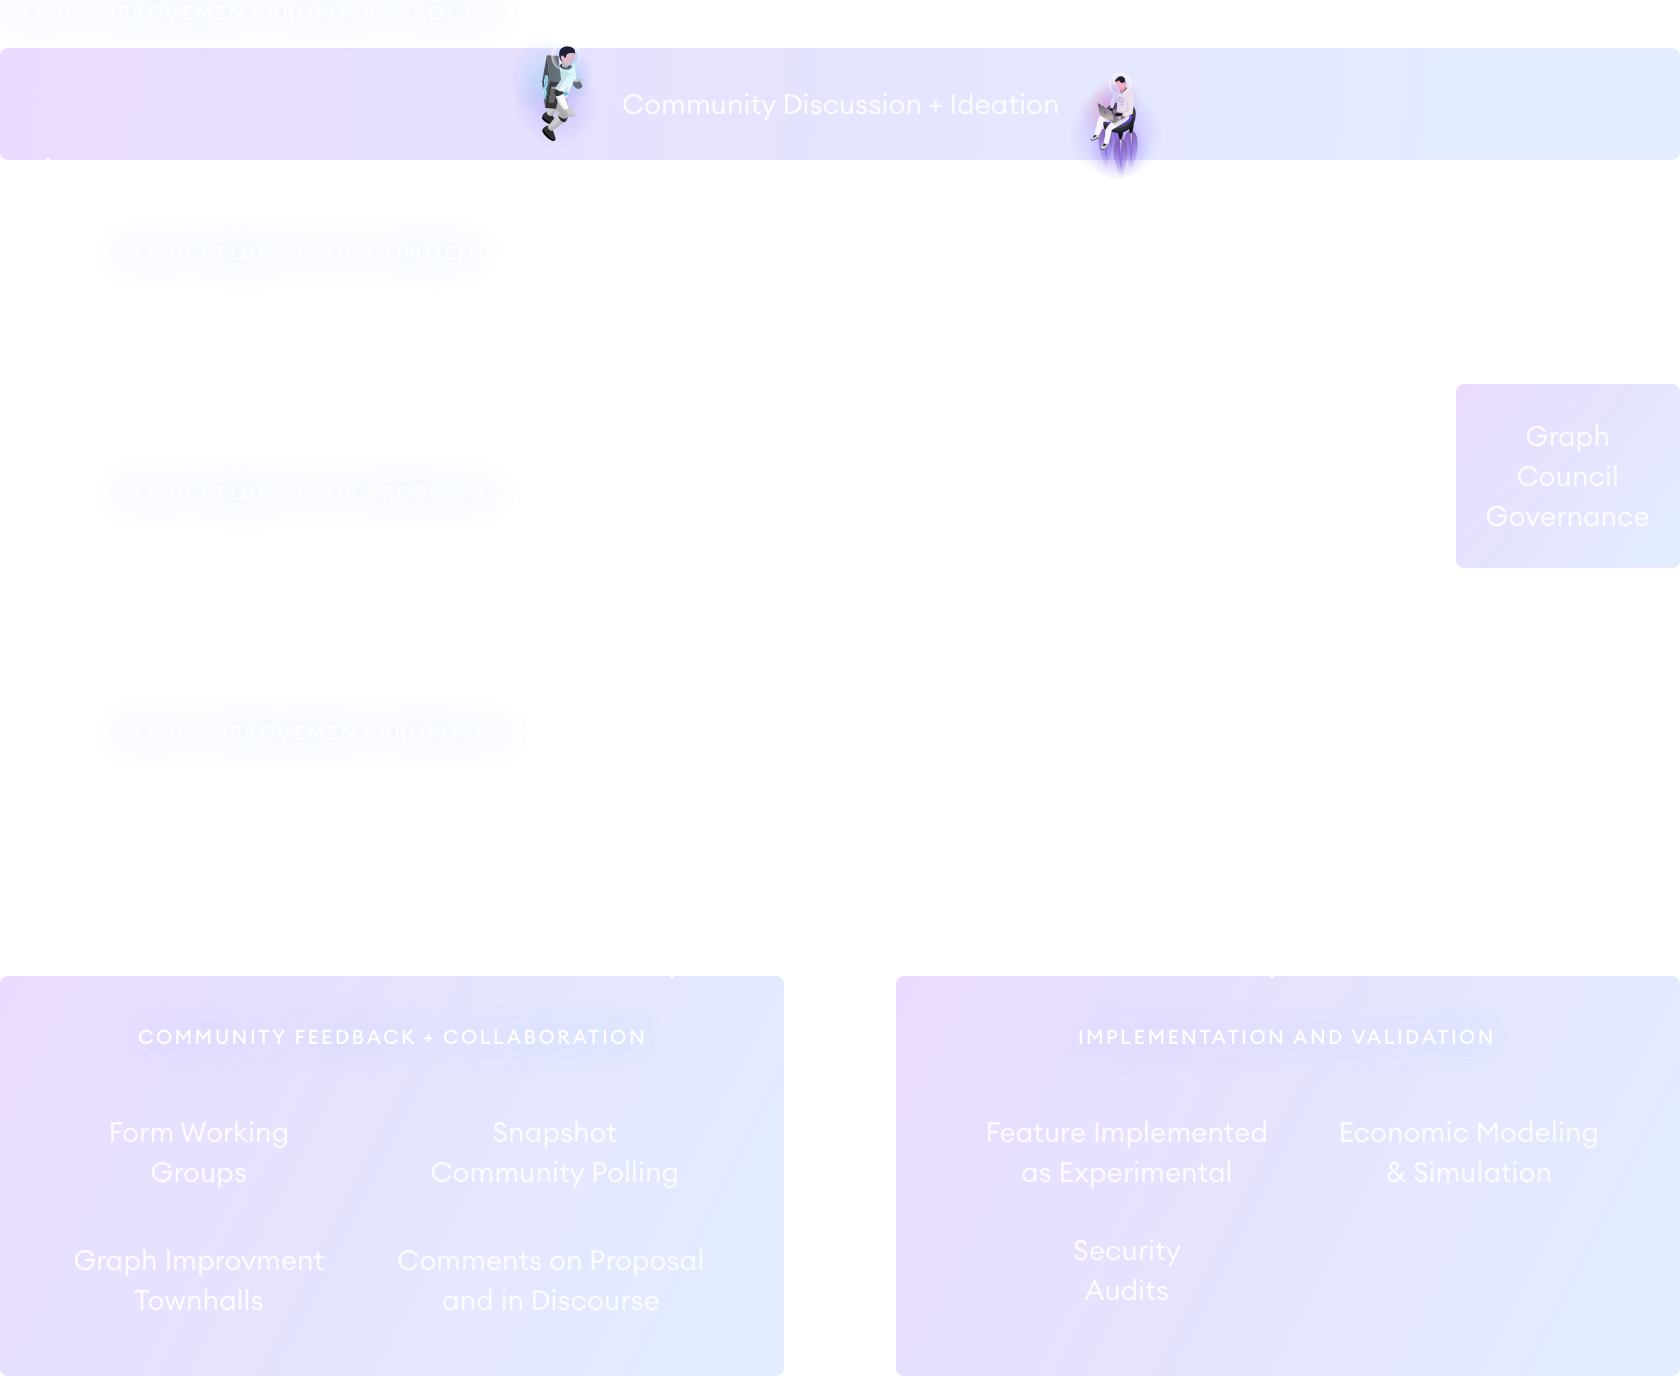 GRAPH IMPROVEMENT PROPOSAL PROCESS
Community Discussion + Ideation
GRAPH REQUEST FOR COMMENT
GRAPH REQUEST FOR PROPOSAL
Graph
Council
Governance
GRAPH IMPROVEMENT PROPOSAL
COMMUNITY FEEDBACK + COLLABORATION
Form Working
Groups
Snapshot
Community Polling
Graph Improvment
Townhalls
Comments on Proposal
and in Discourse
IMPLEMENTATION AND VALIDATION
Feature Implemented
as Experimental
Economic Modeling
& Simulation
Security
Audits